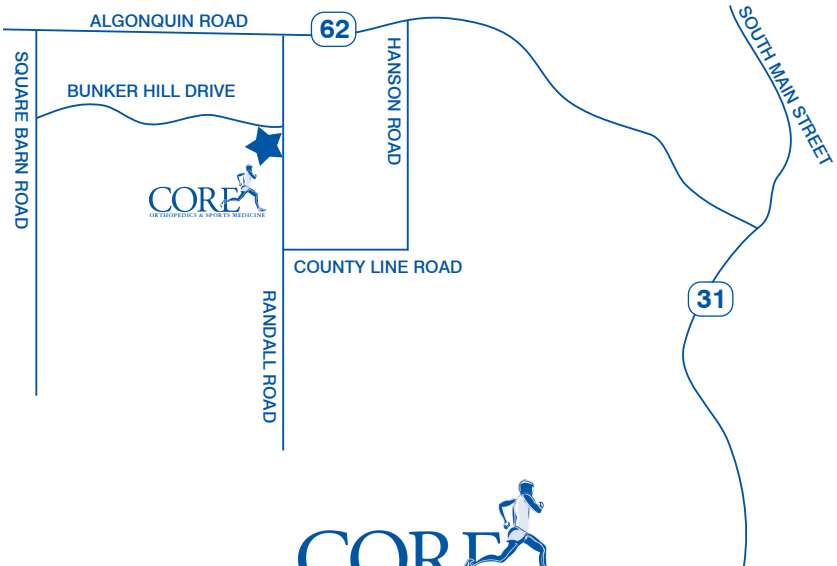 ALGONQUIN ROAD
62
SOUTH MAIN STREET
SQUARE BARN ROAD
BUNKER HILL DRIVE
HANSON ROAD
CORE
ORTHOPEDICS & SPORTS MEDICINE
COUNTY LINE ROAD
31
RANDALL ROAD
CORE